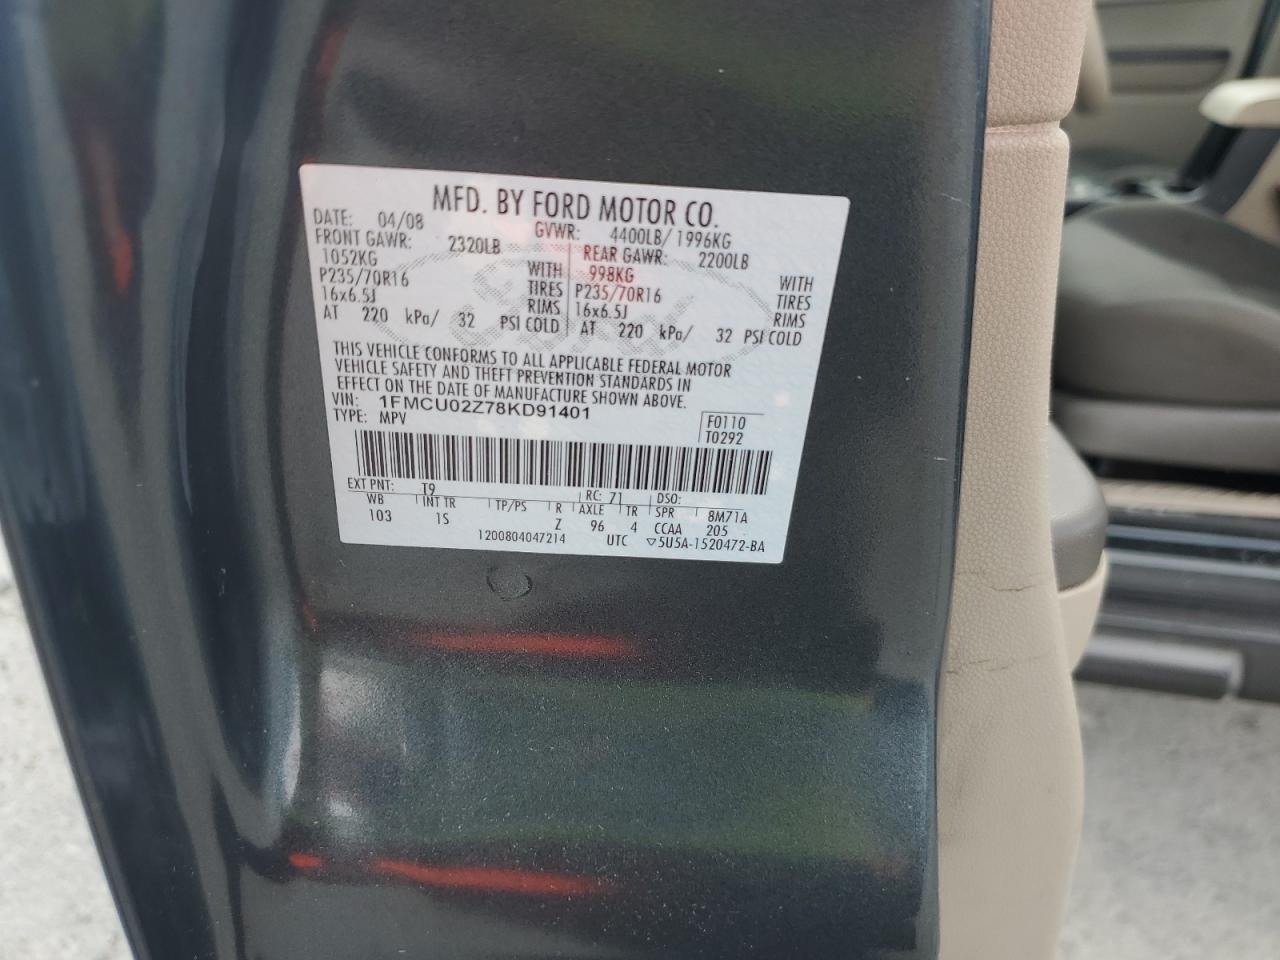 MFD. BY FORD MOTOR CO.
DATE: 04/08 GVWR: 4400LB/1996KG
FRONT GAWR: 2320LB REAR GAWR: 2200LB
1052KG WITH 998KG WITH
P235/70R16 TIRES P235/70R16 TIRES
16x6.5J RIMS 16x6.5J RIMS
AT 220 kPa/ 32 PSI COLD AT 220 kPa/ 32 PSI COLD
THIS VEHICLE CONFORMS TO ALL APPLICABLE FEDERAL MOTOR
VEHICLE SAFETY AND THEFT PREVENTION STANDARDS IN
EFFECT ON THE DATE OF MANUFACTURE SHOWN ABOVE.
VIN: 1FMCU02Z78KD91401 F0110
TYPE: MPV T0292
EXT PNT: T9 RC: 71 DSO:
WB INT TR TP/PS R AXLE TR SPR 8M71A
103 1S Z 96 4 CCAA 205
1200804047214 UTC ▽5U5A-1520472-BA